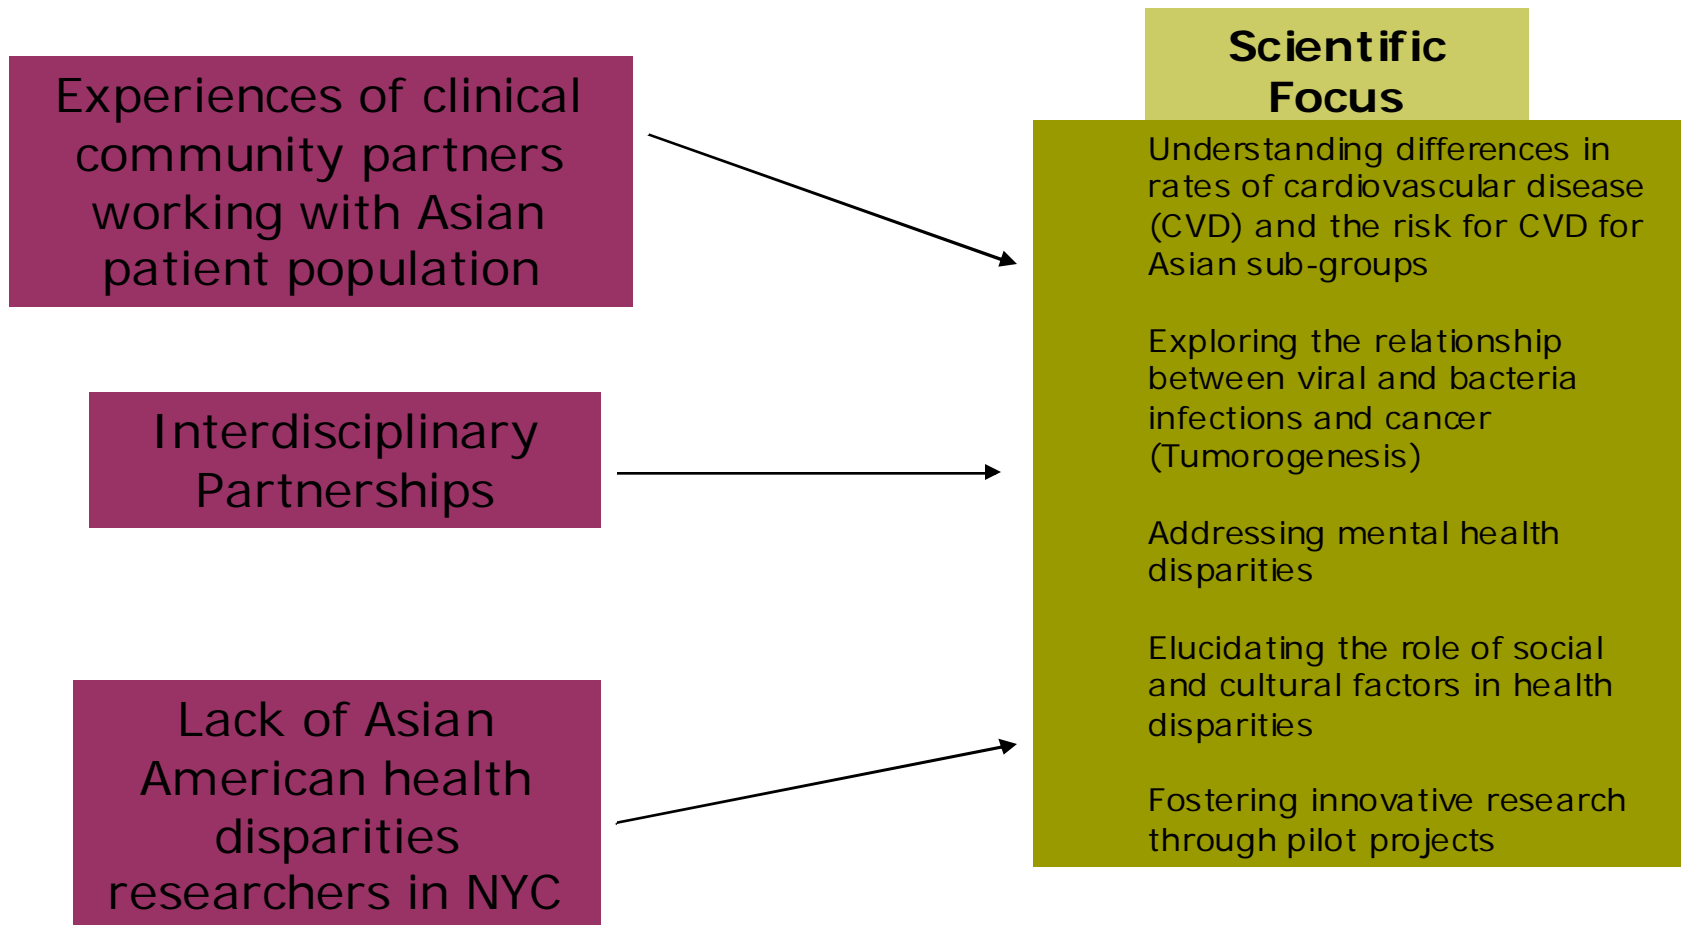 Experiences of clinical
community partners
working with Asian
patient population
Interdisciplinary
Partnerships
Lack of Asian
American health
disparities
researchers in NYC
Scientific
Focus
Understanding differences in
rates of cardiovascular disease
(CVD) and the risk for CVD for
Asian sub-groups
Exploring the relationship
between viral and bacteria
infections and cancer
(Tumorogenesis)
Addressing mental health
disparities
Elucidating the role of social
and cultural factors in health
disparities
Fostering innovative research
through pilot projects